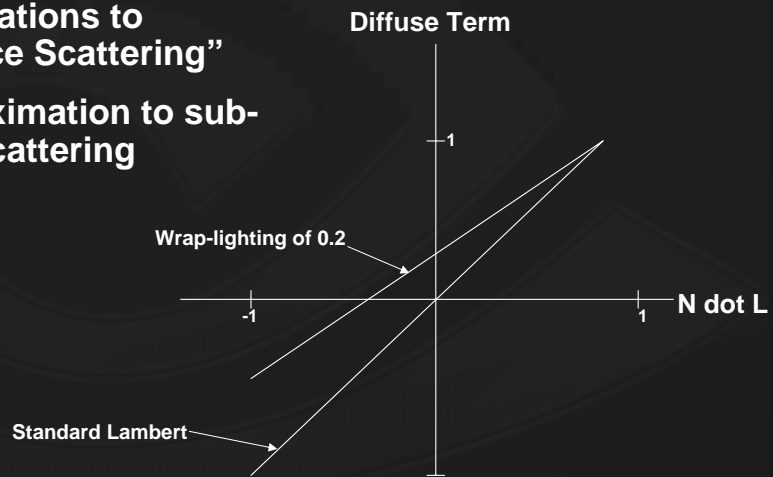 ations to
ce Scattering”
ximation to sub-
cattering
Diffuse Term
1
Wrap-lighting of 0.2
-1
1
N dot L
Standard Lambert